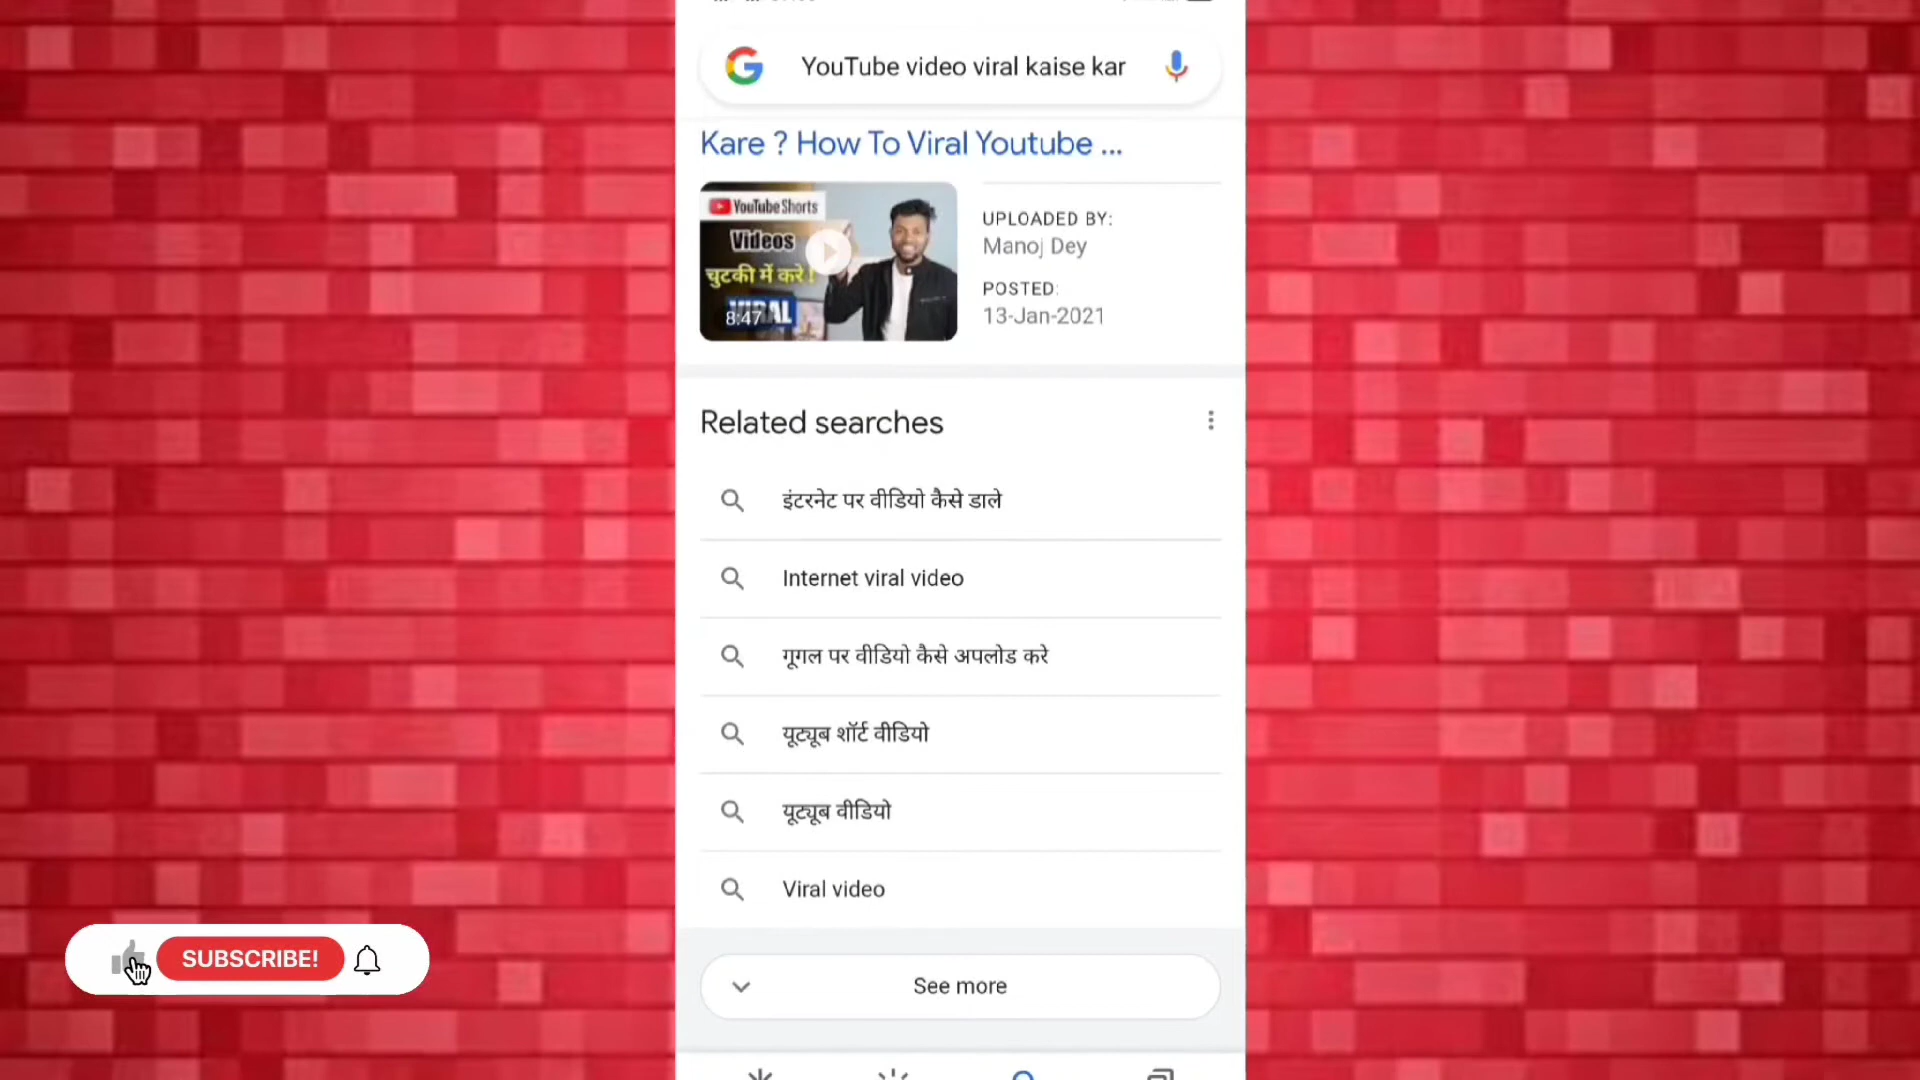 YouTube video viral kaise kar
Kare ? How To Viral Youtube ...
YouTube Shorts
Videos
चुटकी में करे !
VIRAL
8:47
UPLOADED BY:
Manoj Dey
POSTED:
13-Jan-2021
Related searches
इंटरनेट पर वीडियो कैसे डाले
Internet viral video
गूगल पर वीडियो कैसे अपलोड करे
यूट्यूब शॉर्ट वीडियो
यूट्यूब वीडियो
Viral video
See more
SUBSCRIBE!